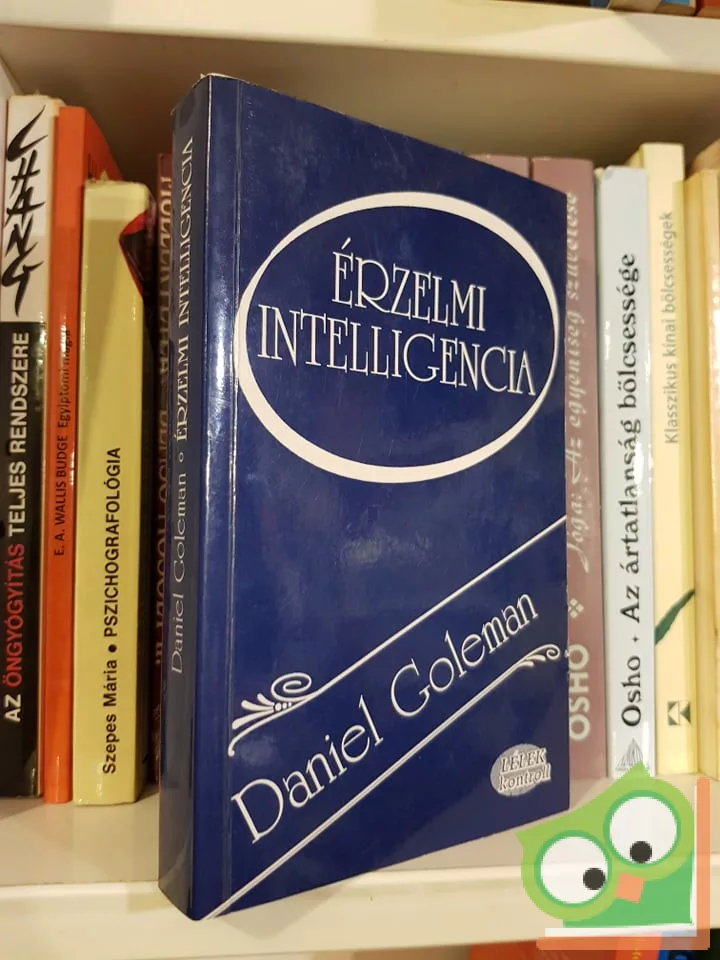 ÉRZELMI
INTELLIGENCIA
Daniel Goleman
LÉLEK
kontroll
Daniel Goleman • ÉRZELMI INTELLIGENCIA
AZ ÖNGYÓGYÍTÁS TELJES RENDSZERE
E. A. WALLIS BUDGE Egyiptomi mágia
Szepes Mária • PSZICHOGRAFOLÓGIA
OSHO ❖ Jóga: Az egyéniség születése
Osho • Az ártatlanság bölcsessége
Klasszikus kínai bölcsességek